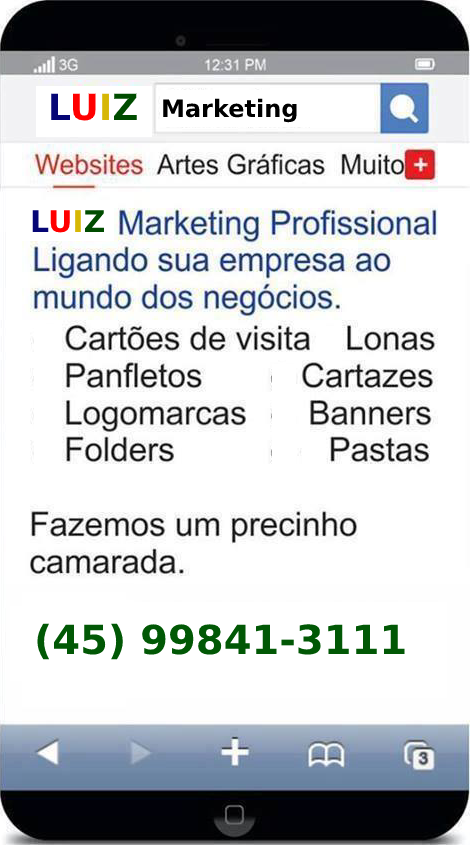 3G 12:31 PM
LUIZ Marketing
Websites Artes Gráficas Muito +
LUIZ Marketing Profissional
Ligando sua empresa ao
mundo dos negócios.
Cartões de visita Lonas
Panfletos Cartazes
Logomarcas Banners
Folders Pastas
Fazemos um precinho
camarada.
(45) 99841-3111
3